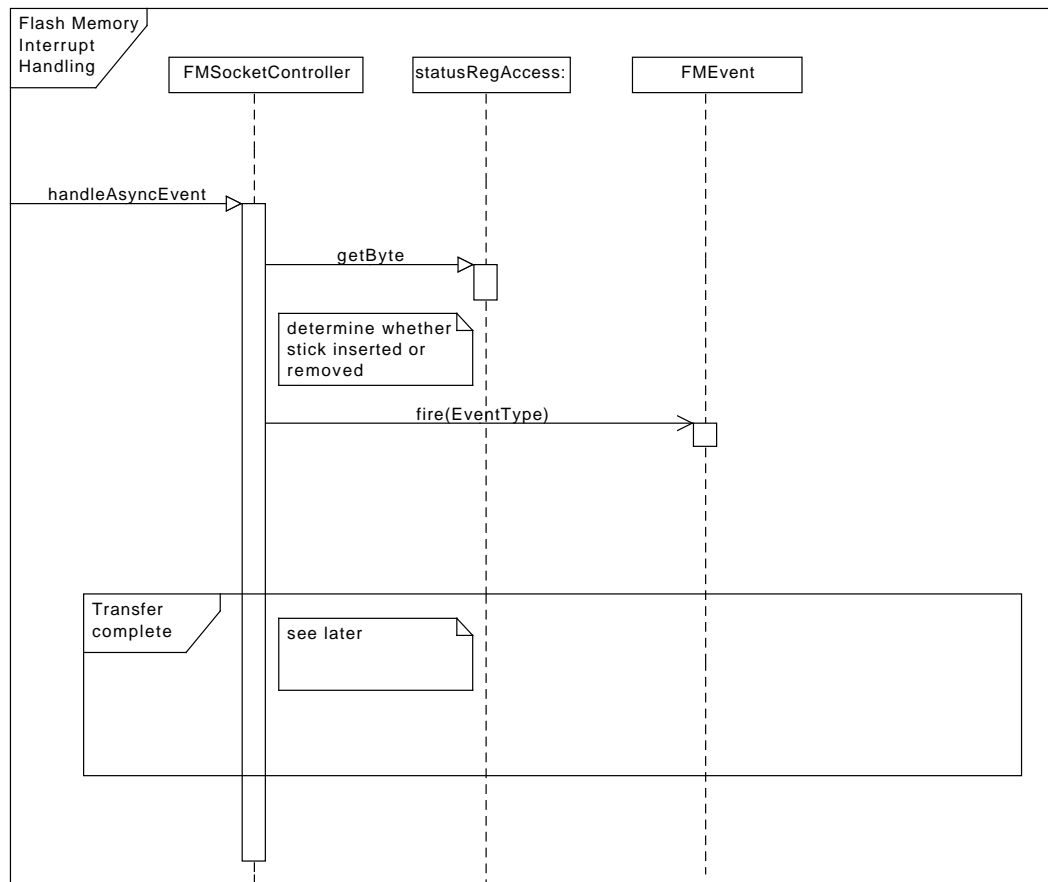 Flash Memory
Interrupt
Handling
FMSocketController
statusRegAccess:
FMEvent
handleAsyncEvent
getByte
determine whether
stick inserted or
removed
fire(EventType)
Transfer
complete
see later